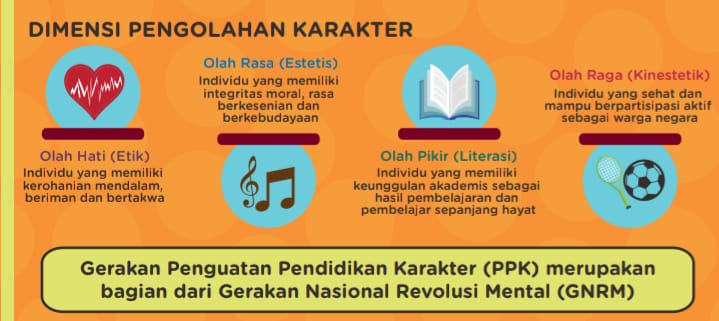 DIMENSI PENGOLAHAN KARAKTER
Olah Hati (Etik)
Individu yang memiliki
kerohanian mendalam,
beriman dan bertakwa
Olah Rasa (Estetis)
Individu yang memiliki
integritas moral, rasa
berkesenian dan
berkebudayaan
Olah Pikir (Literasi)
Individu yang memiliki
keunggulan akademis sebagai
hasil pembelajaran dan
pembelajar sepanjang hayat
Olah Raga (Kinestetik)
Individu yang sehat dan
mampu berpartisipasi aktif
sebagai warga negara
Gerakan Penguatan Pendidikan Karakter (PPK) merupakan
bagian dari Gerakan Nasional Revolusi Mental (GNRM)